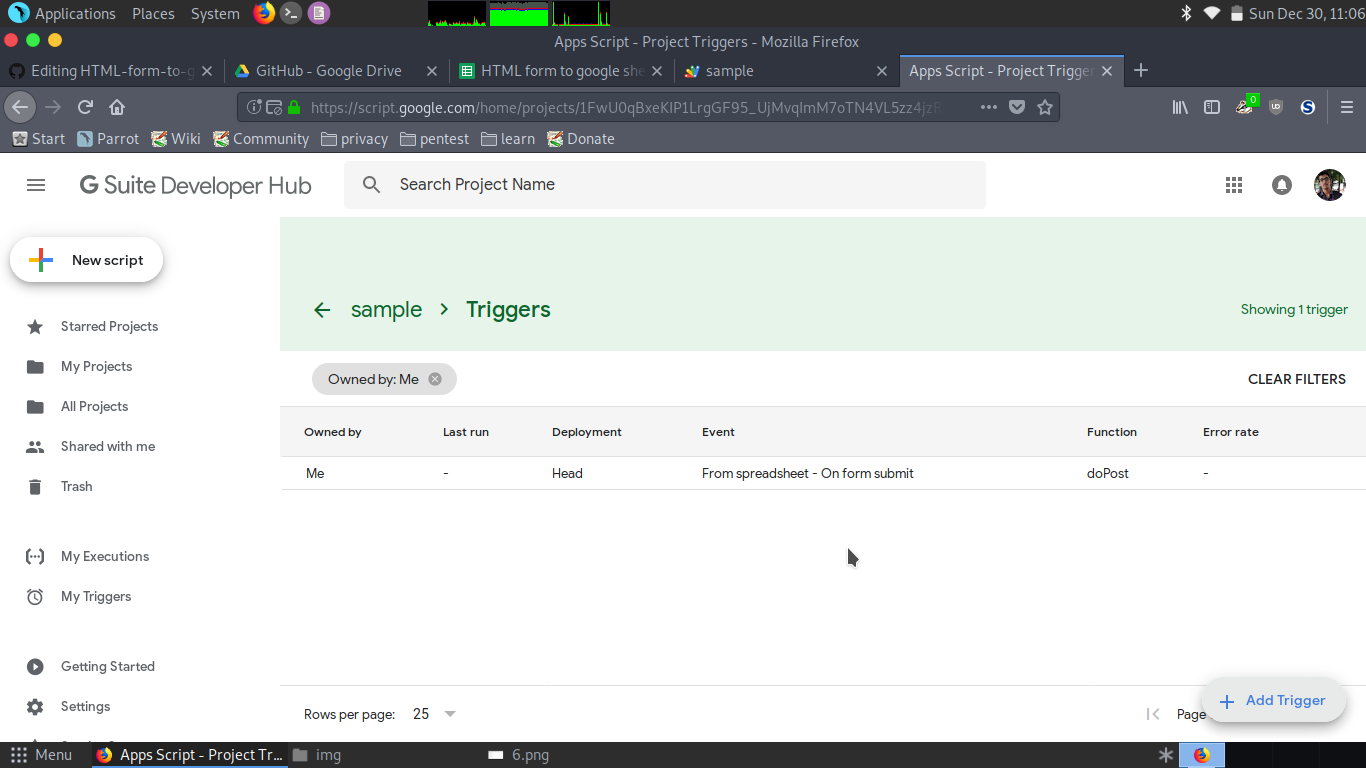 Applications Places System Sun Dec 30, 11:06
Apps Script - Project Triggers - Mozilla Firefox
Editing HTML-form-to-g GitHub - Google Drive HTML form to google she sample Apps Script - Project Trigger
https://script.google.com/home/projects/1FwU0qBxeKIP1LrgGF95_UjMvqImM7oTN4VL5zz4jzR 0
Start Parrot Wiki Community privacy pentest learn Donate
G Suite Developer Hub Search Project Name
New script
sample > Triggers Showing 1 trigger
Starred Projects
My Projects
Owned by: Me CLEAR FILTERS
All Projects
Owned by Last run Deployment Event Function Error rate
Shared with me
Me - Head From spreadsheet - On form submit doPost -
Trash
My Executions
My Triggers
Getting Started
Settings
Add Trigger
Rows per page: 25 Page
Menu Apps Script - Project Tr... img 6.png